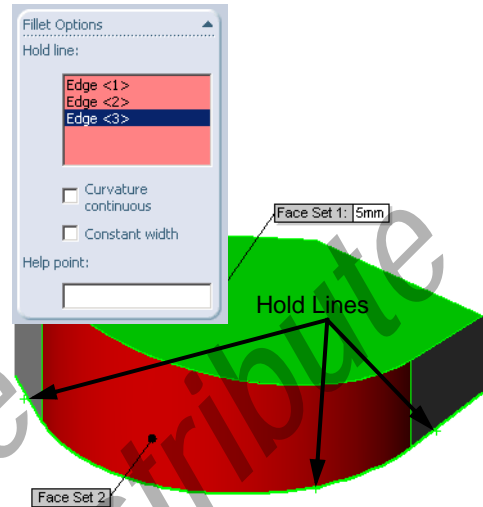 Fillet Options
Hold line:
Edge <1>
Edge <2>
Edge <3>
Curvature
continuous
Constant width
Help point:
Face Set 1: 5mm
Hold Lines
Face Set 2